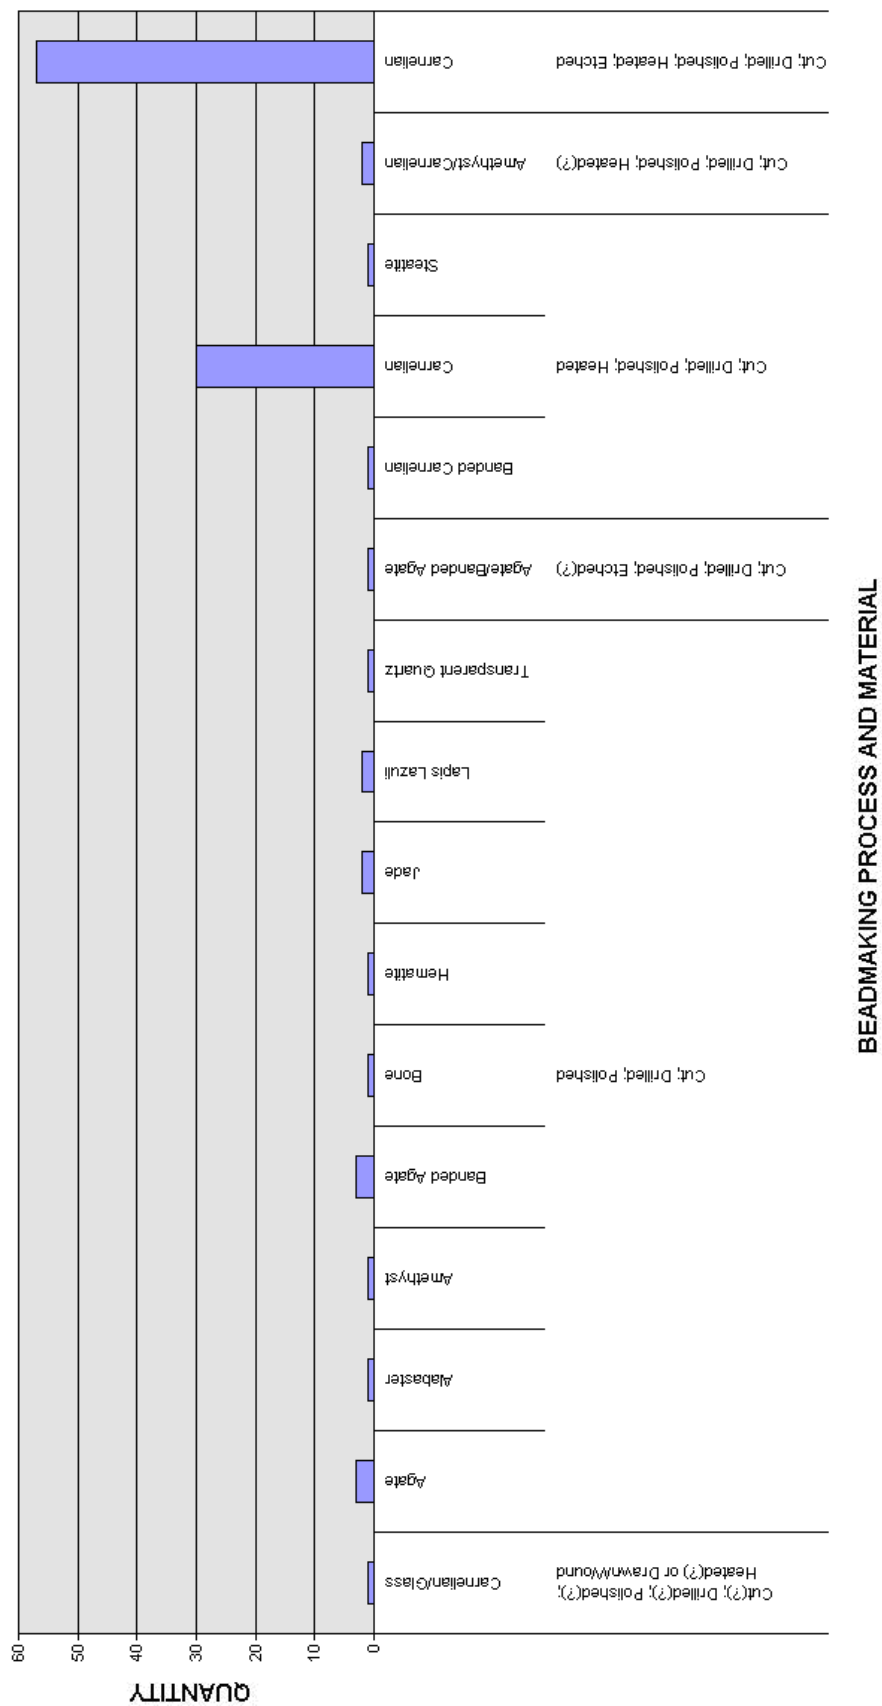 QUANTITY
60
50
40
30
20
10
0
Carnelian/Glass
Agate
Alabaster
Amethyst
Banded Agate
Bone
Hematite
Jade
Lapis Lazuli
Transparent Quartz
Agate/Banded Agate
Banded Carnelian
Carnelian
Steatite
Amethyst/Carnelian
Carnelian
Cut(?); Drilled(?); Polished(?);
Heated(?) or Drawn/Wound
Cut; Drilled; Polished
Cut; Drilled; Polished; Etched(?)
Cut; Drilled; Polished; Heated
Cut; Drilled; Polished; Heated(?)
Cut; Drilled; Polished; Heated; Etched
BEADMAKING PROCESS AND MATERIAL